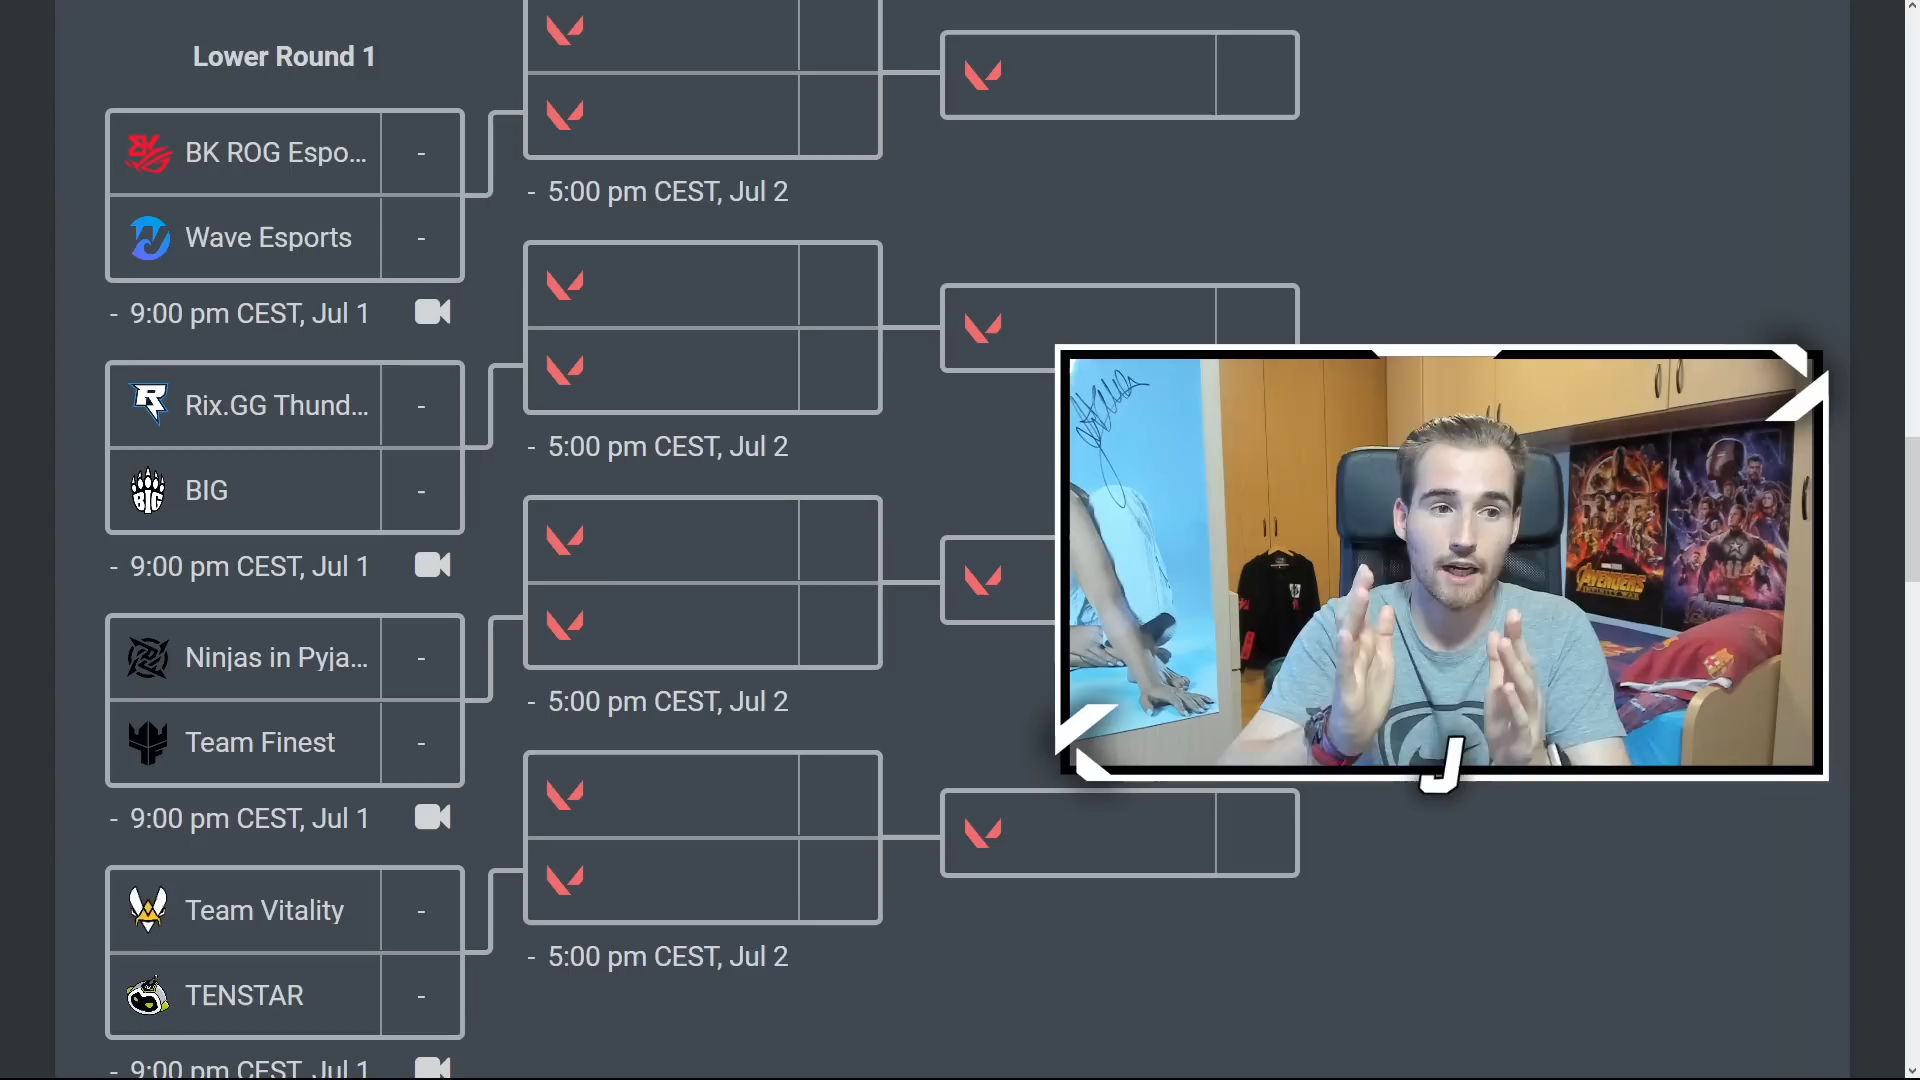 Lower Round 1
BK ROG Espo...
-
Wave Esports
-
- 9:00 pm CEST, Jul 1
Rix.GG Thund...
-
BIG
-
- 9:00 pm CEST, Jul 1
Ninjas in Pyja...
-
Team Finest
-
- 9:00 pm CEST, Jul 1
Team Vitality
-
TENSTAR
-
- 9:00 pm CEST, Jul 1
- 5:00 pm CEST, Jul 2
- 5:00 pm CEST, Jul 2
- 5:00 pm CEST, Jul 2
- 5:00 pm CEST, Jul 2
AVENGERS
INFINITY WAR
J